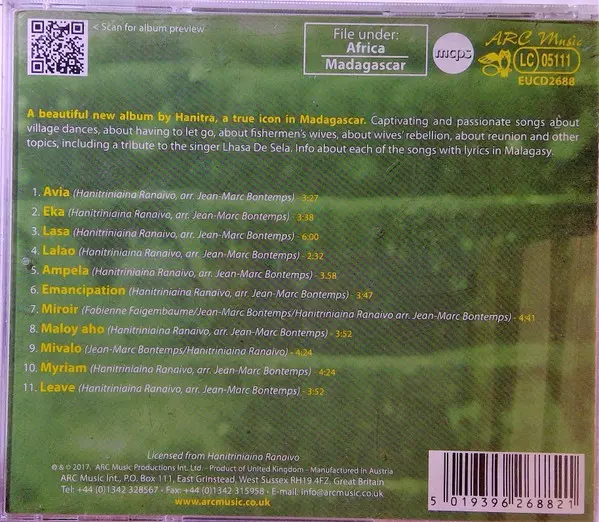 < Scan for album preview
File under:
Africa
Madagascar
mcps
ARC Music
LC 05111
EUCD2688
A beautiful new album by Hanitra, a true icon in Madagascar. Captivating and passionate songs about
village dances, about having to let go, about fishermen's wives, about wives' rebellion, about reunion and other
topics, including a tribute to the singer Lhasa De Sela. Info about each of the songs with lyrics in Malagasy.
1. Avia (Hanitriniaina Ranaivo, arr. Jean-Marc Bontemps) - 3:27
2. Eka (Hanitriniaina Ranaivo, arr. Jean-Marc Bontemps) - 3:38
3. Lasa (Hanitriniaina Ranaivo, arr. Jean-Marc Bontemps) - 6:00
4. Lalao (Hanitriniaina Ranaivo, arr. Jean-Marc Bontemps) - 2:32
5. Ampela (Hanitriniaina Ranaivo, arr. Jean-Marc Bontemps) - 3.58
6. Emancipation (Hanitriniaina Ranaivo, arr. Jean-Marc Bontemps) - 3:47
7. Miroir (Fabienne Faigembaume/Jean-Marc Bontemps/Hanitriniaina Ranaivo, arr. Jean-Marc Bontemps) - 4:41
8. Maloy aho (Hanitriniaina Ranaivo, arr. Jean-Marc Bontemps) - 3:52
9. Mivalo (Jean-Marc Bontemps/Hanitriniaina Ranaivo) - 4:24
10. Myriam (Hanitriniaina Ranaivo, arr. Jean-Marc Bontemps) - 4:24
11. Leave (Hanitriniaina Ranaivo, arr. Jean-Marc Bontemps) - 3:52
Licensed from Hanitriniaina Ranaivo
℗ & © 2017. ARC Music Productions Int. Ltd. - Product of United Kingdom - Manufactured in Austria
ARC Music Int., P.O. Box 111, East Grinstead, West Sussex RH19 4FZ. Great Britain
Tel: +44 (0)1342 328567 - Fax: +44 (0)1342 315958 - E-mail: info@arcmusic.co.uk
www.arcmusic.co.uk
5 019396 268821